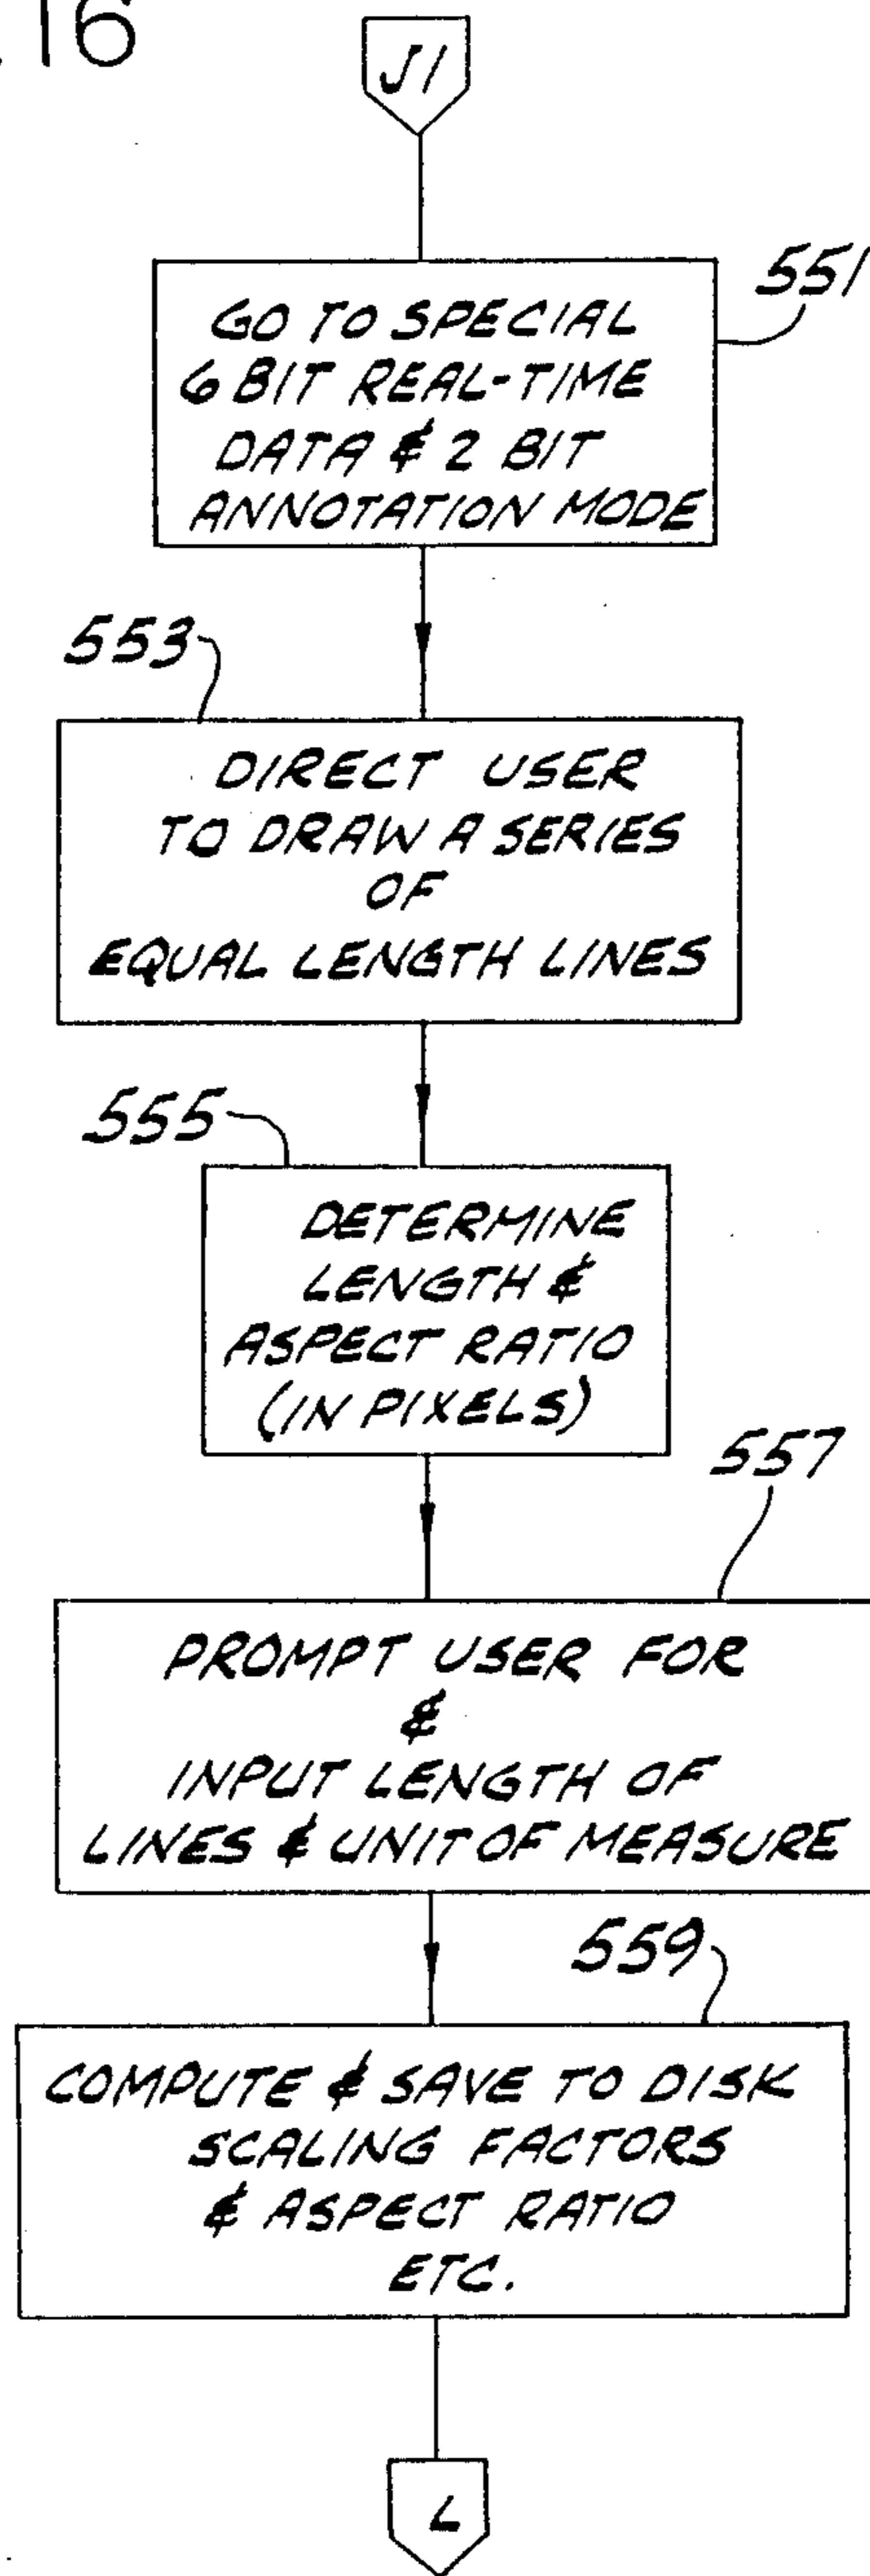 .16
J1
551
GO TO SPECIAL
6 BIT REAL-TIME
DATA & 2 BIT
ANNOTATION MODE
553
DIRECT USER
TO DRAW A SERIES
OF
EQUAL LENGTH LINES
555
DETERMINE
LENGTH &
ASPECT RATIO
(IN PIXELS)
557
PROMPT USER FOR
&
INPUT LENGTH OF
LINES & UNIT OF MEASURE
559
COMPUTE & SAVE TO DISK
SCALING FACTORS
& ASPECT RATIO
ETC.
L